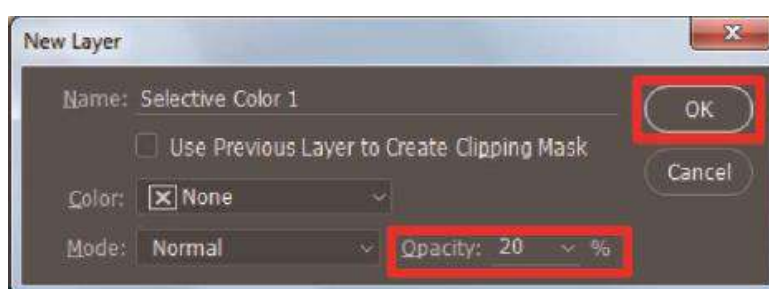 New Layer
Name: Selective Color 1
OK
Use Previous Layer to Create Clipping Mask
Cancel
Color: None
Mode: Normal Opacity: 20 %